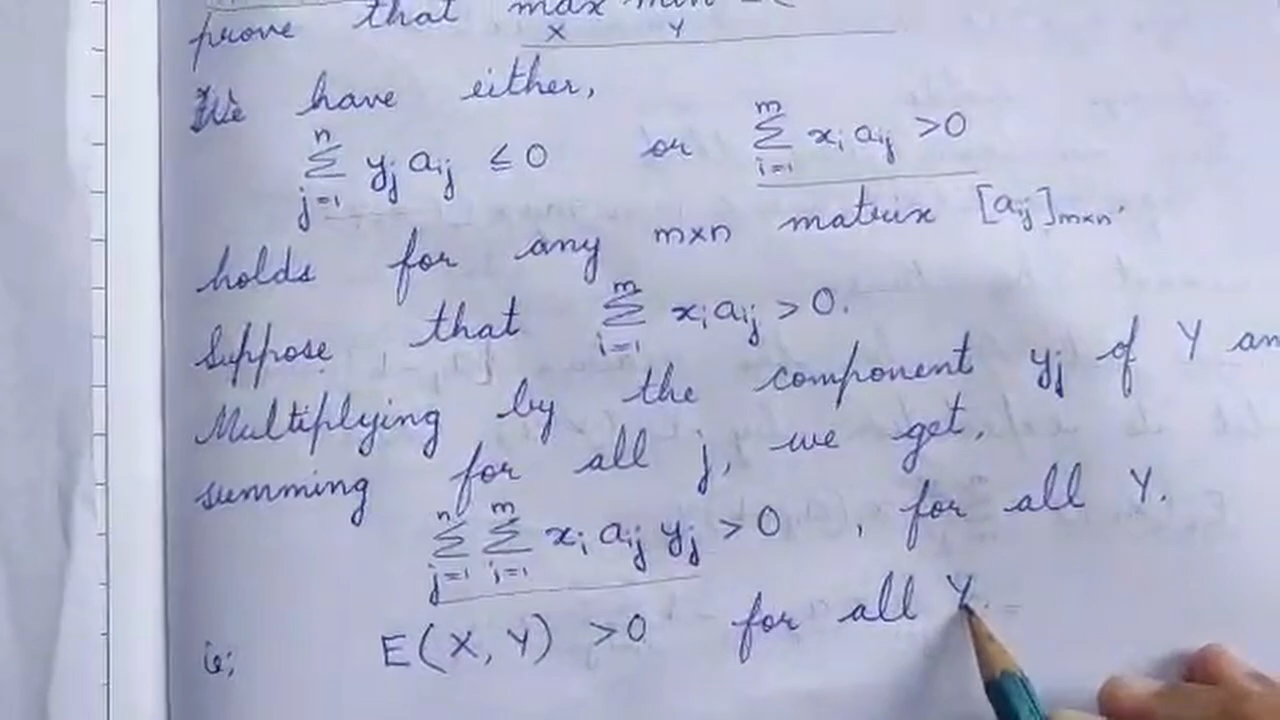 prove that max min
X Y
We have either,
n∑j=1 yj aij ≤ 0 or m∑i=1 xi aij > 0
holds for any m×n matrix [aij]m×n.
Suppose that m∑i=1 xi aij > 0.
Multiplying by the component yj of Y
summing for all j, we get,
n∑j=1 m∑i=1 xi aij yj > 0 , for all Y.
ie; E(X, Y) > 0 for all Y